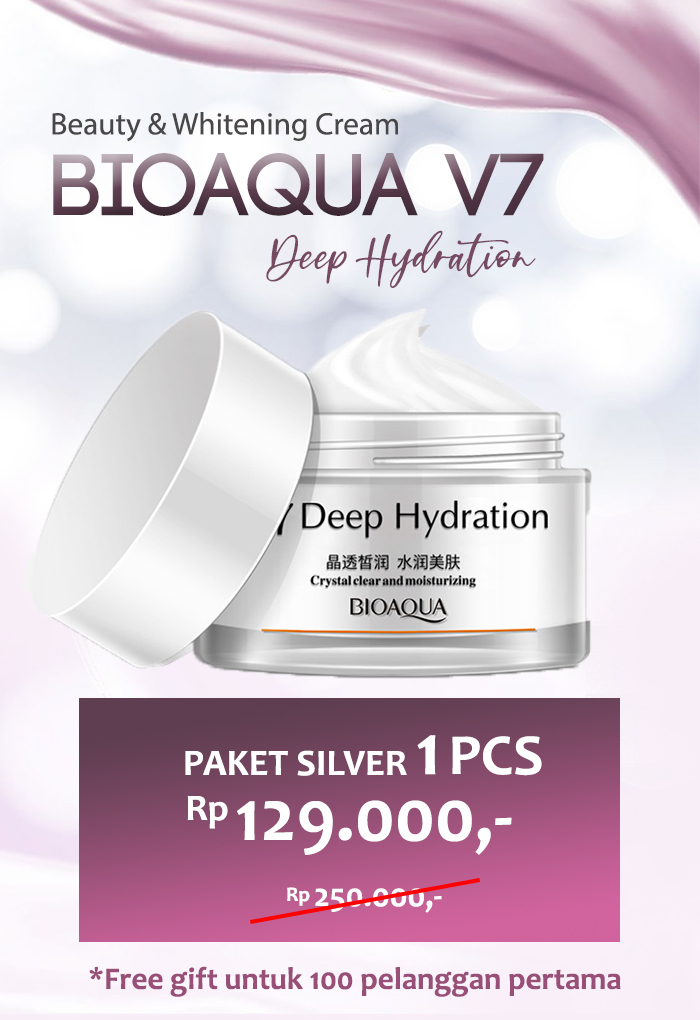 Beauty & Whitening Cream
BIOAQUA V7
Deep Hydration
Deep Hydration
晶透皙润 水润美肤
Crystal clear and moisturizing
BIOAQUA
PAKET SILVER 1 PCS
Rp 129.000,-
Rp 250.000,-
*Free gift untuk 100 pelanggan pertama